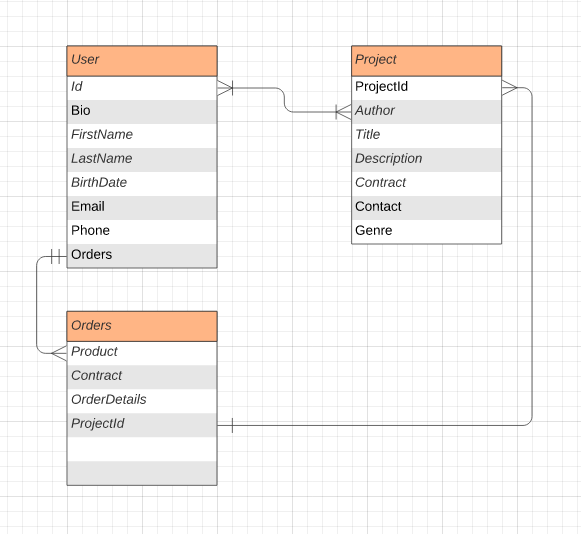 User
Id
Bio
FirstName
LastName
BirthDate
Email
Phone
Orders
Project
ProjectId
Author
Title
Description
Contract
Contact
Genre
Orders
Product
Contract
OrderDetails
ProjectId